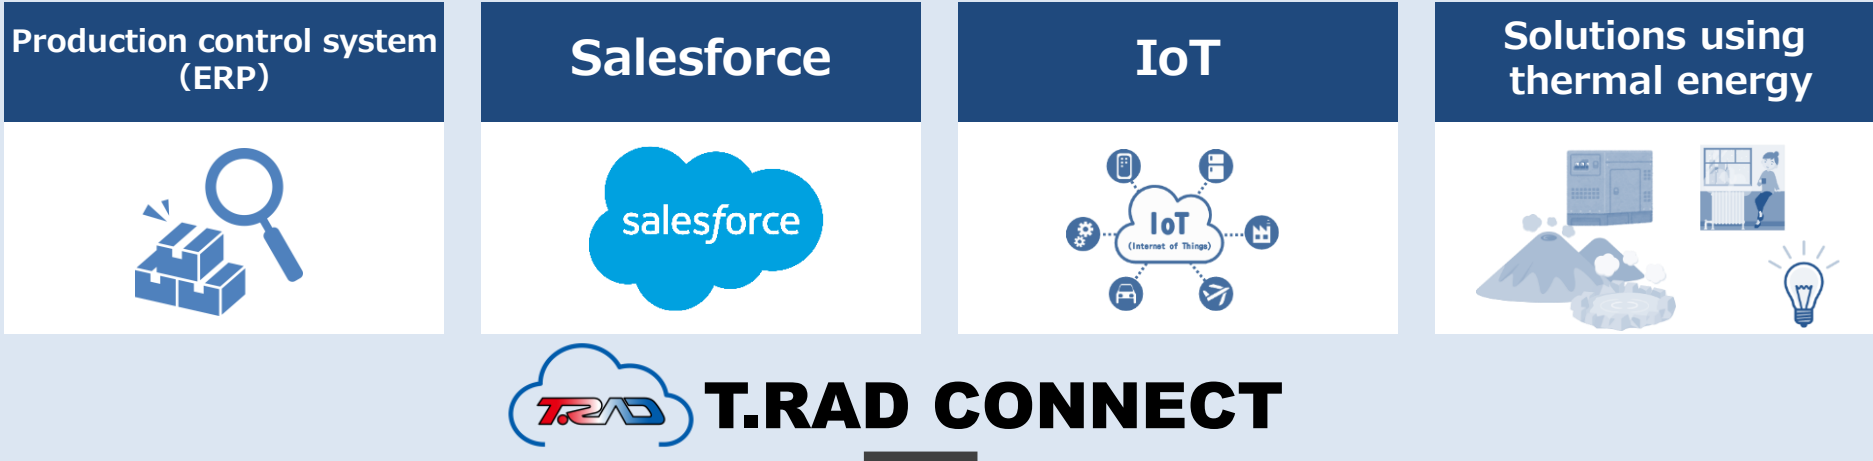 Production control system
（ERP）
Salesforce
IoT
Solutions using
thermal energy
salesforce
IoT
(Internet of Things)
T.RAD
T.RAD CONNECT